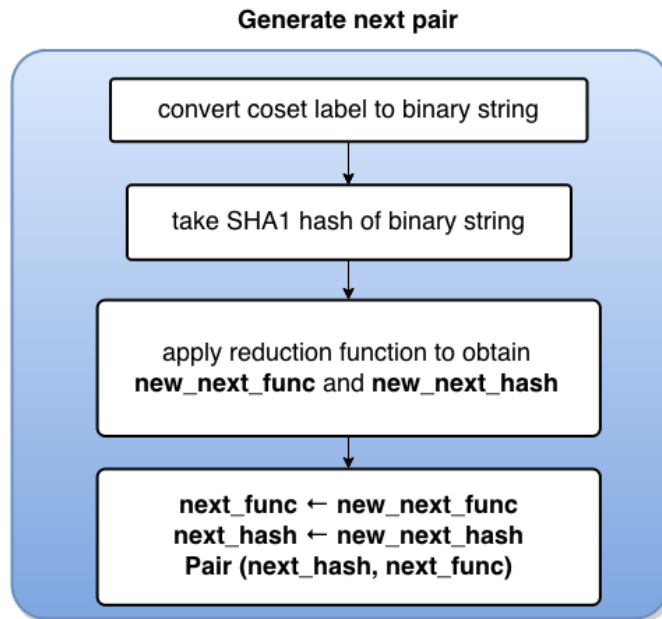 Generate next pair
convert coset label to binary string
take SHA1 hash of binary string
apply reduction function to obtain
new_next_func and new_next_hash
next_func ← new_next_func
next_hash ← new_next_hash
Pair (next_hash, next_func)